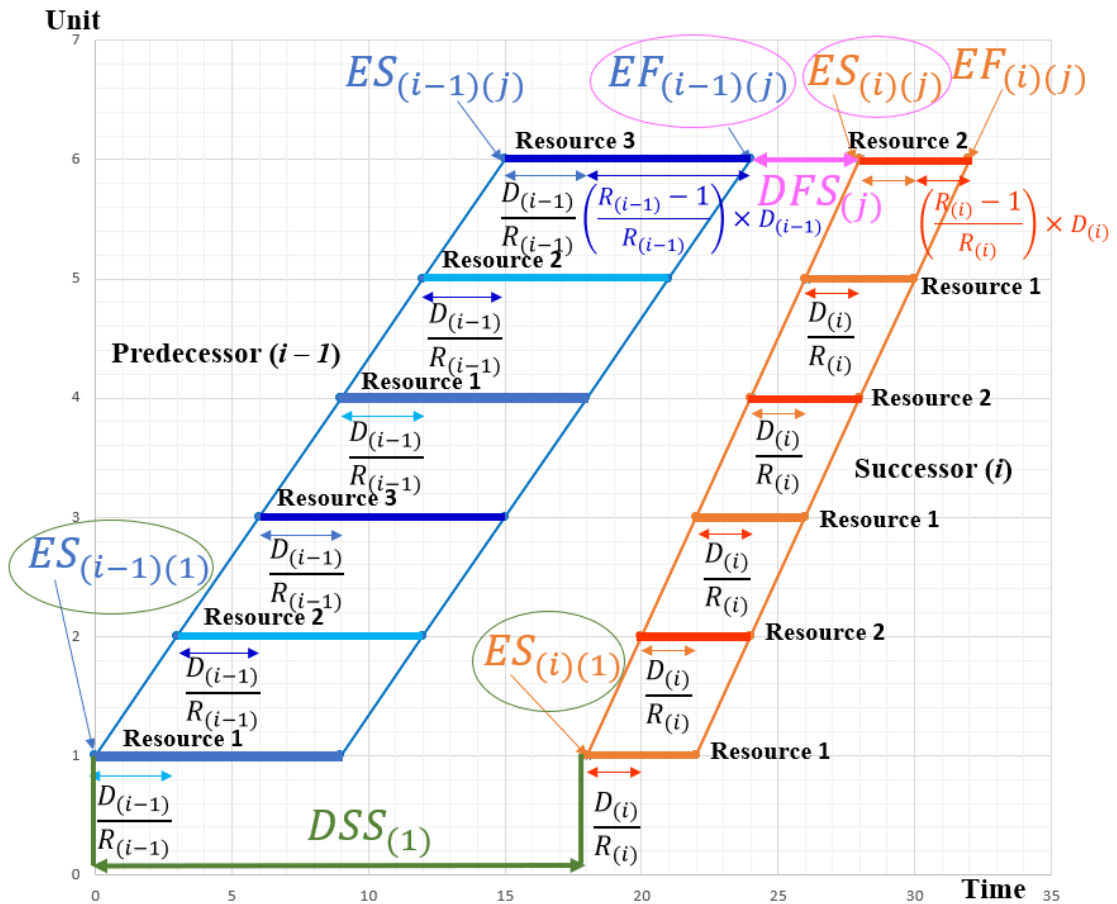 Unit
7
ES(i−1)(j)
EF(i−1)(j)
ES(i)(j)
EF(i)(j)
Resource 3
Resource 2
6
D(i−1)
R(i−1)
(R(i−1) − 1
R(i−1)) × D(i−1)
DFS(j)
(R(i) − 1
R(i)) × D(i)
Resource 2
Resource 1
5
D(i−1)
R(i−1)
D(i)
R(i)
Predecessor (i – 1)
Resource 1
Resource 2
4
D(i−1)
R(i−1)
D(i)
R(i)
Successor (i)
Resource 3
Resource 1
3
ES(i−1)(1)
D(i−1)
R(i−1)
D(i)
R(i)
Resource 2
Resource 2
2
D(i−1)
R(i−1)
ES(i)(1)
D(i)
R(i)
Resource 1
Resource 1
1
D(i−1)
R(i−1)
DSS(1)
D(i)
R(i)
0
0 5 10 15 20 25 30 35
Time